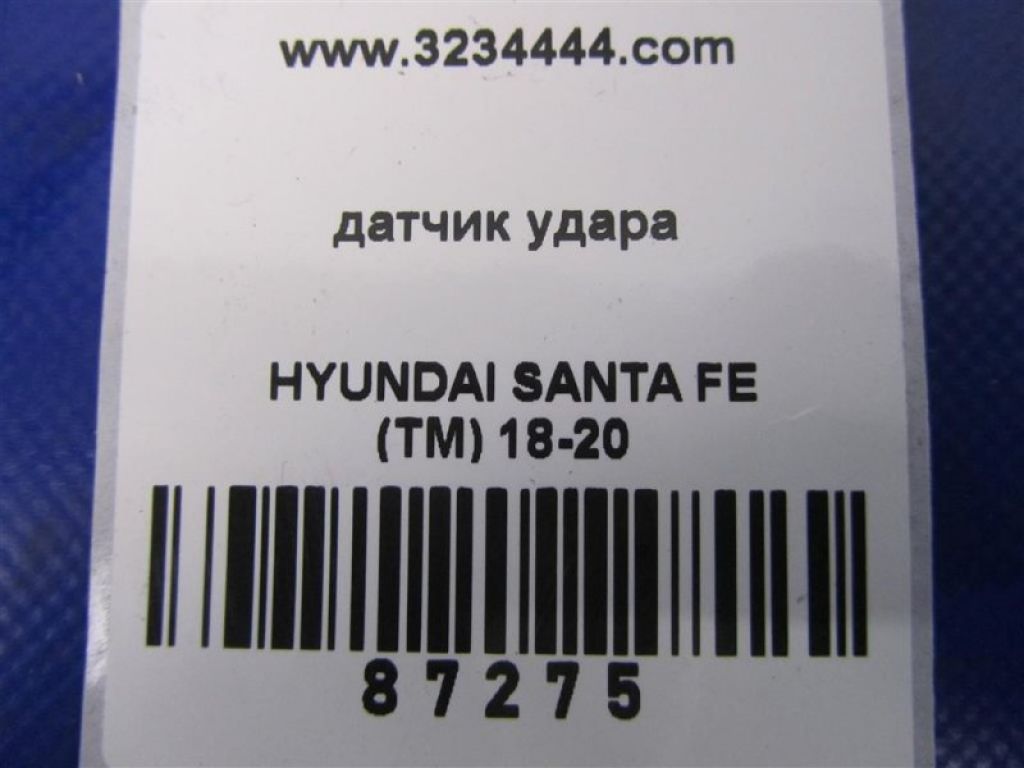 www.3234444.com
датчик удара
HYUNDAI SANTA FE
(TM) 18-20
87275